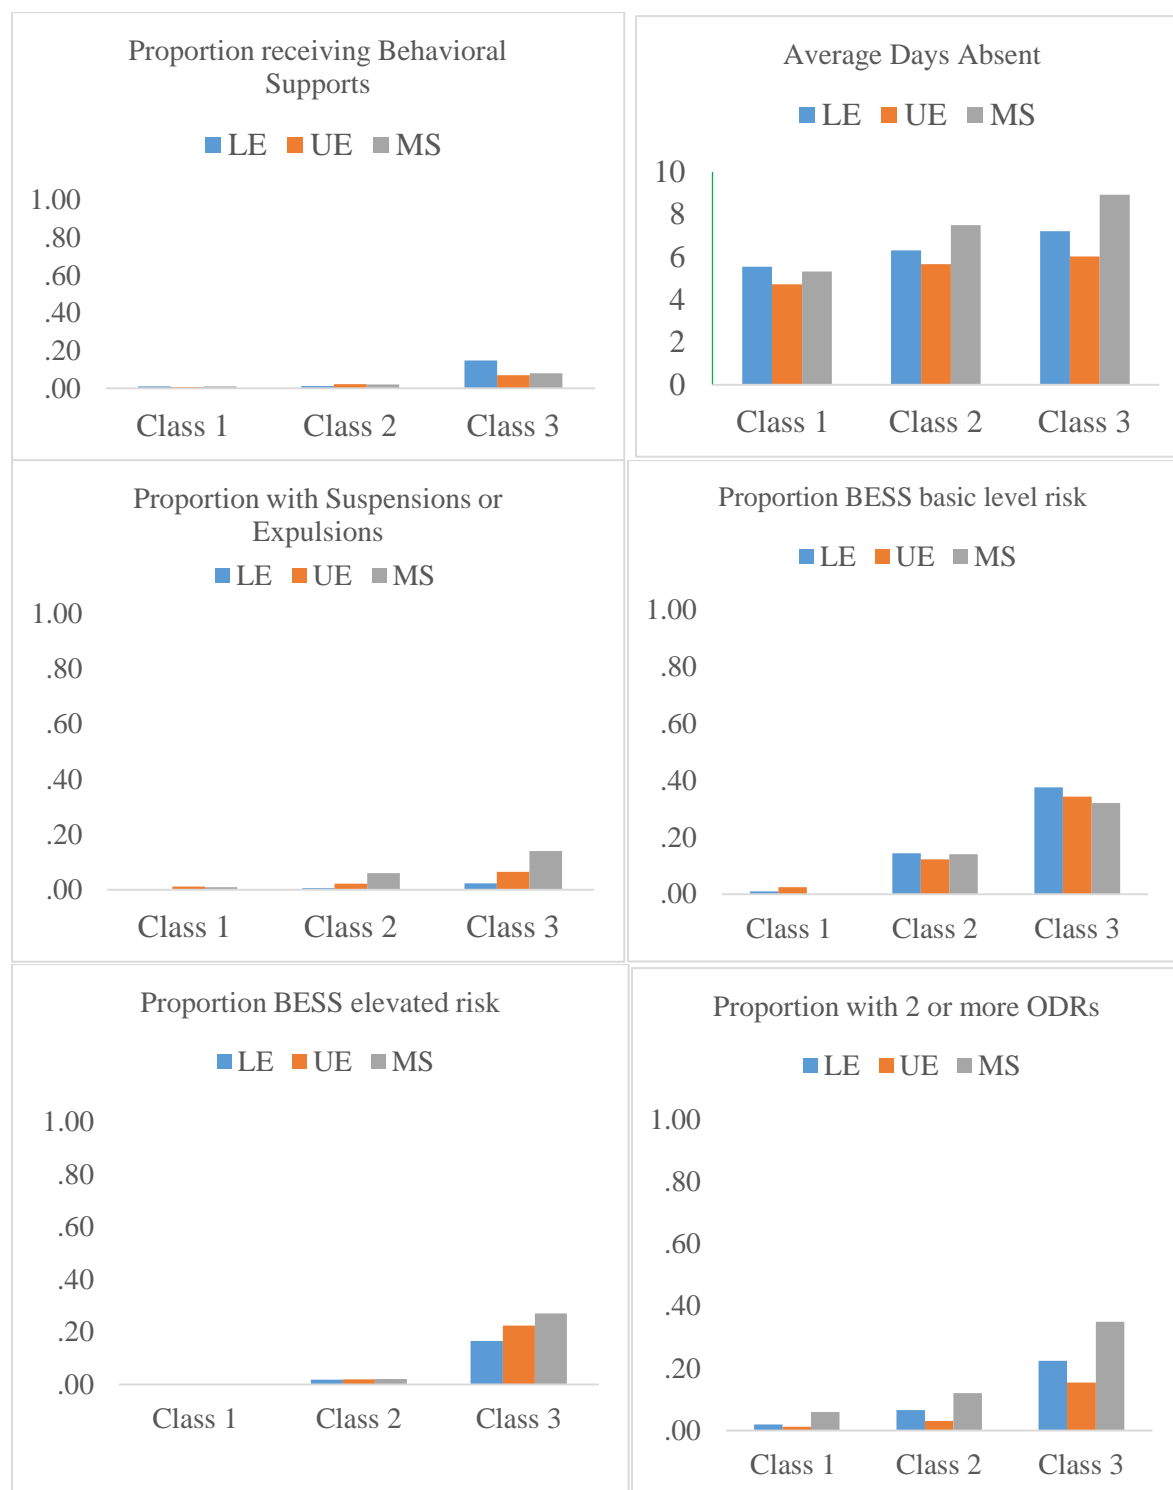 Proportion receiving Behavioral
Supports
LE UE MS
1.00
.80
.60
.40
.20
.00
Class 1 Class 2 Class 3
Average Days Absent
LE UE MS
10
8
6
4
2
0
Class 1 Class 2 Class 3
Proportion with Suspensions or
Expulsions
LE UE MS
1.00
.80
.60
.40
.20
.00
Class 1 Class 2 Class 3
Proportion BESS basic level risk
LE UE MS
1.00
.80
.60
.40
.20
.00
Class 1 Class 2 Class 3
Proportion BESS elevated risk
LE UE MS
1.00
.80
.60
.40
.20
.00
Class 1 Class 2 Class 3
Proportion with 2 or more ODRs
LE UE MS
1.00
.80
.60
.40
.20
.00
Class 1 Class 2 Class 3